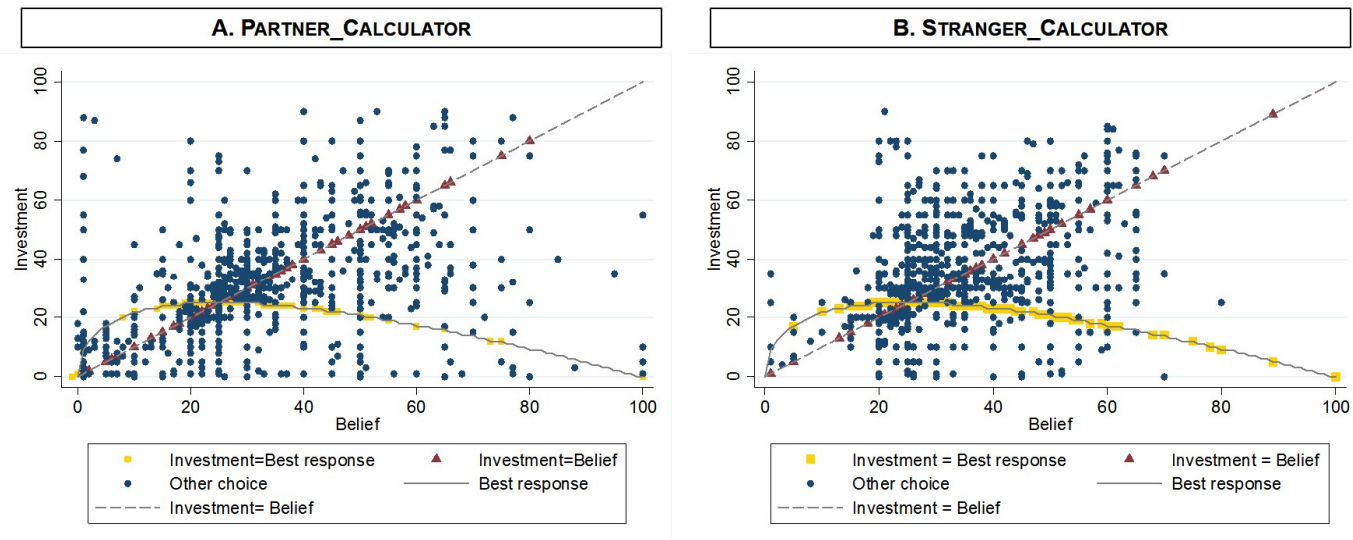 A. PARTNER_CALCULATOR
100
80
60
40
20
0
Investment
0 20 40 60 80 100
Belief
Investment=Best response
Investment=Belief
Other choice
Best response
Investment= Belief
B. STRANGER_CALCULATOR
100
80
60
40
20
0
Investment
0 20 40 60 80 100
Belief
Investment = Best response
Investment = Belief
Other choice
Best response
Investment = Belief